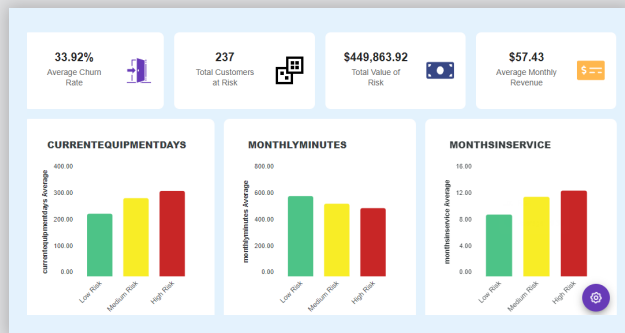 33.92%
Average Churn
Rate
237
Total Customers
at Risk
$449,863.92
Total Value of
Risk
$57.43
Average Monthly
Revenue
CURRENTEQUIPMENTDAYS
currentequipmentdays Average
400.00
300.00
200.00
100.00
0.00
Low Risk
Medium Risk
High Risk
MONTHLYMINUTES
monthlyminutes Average
800.00
600.00
400.00
200.00
0.00
Low Risk
Medium Risk
High Risk
MONTHSINSERVICE
monthsinservice Average
16.00
12.00
8.00
4.00
0.00
Low Risk
Medium Risk
High Risk